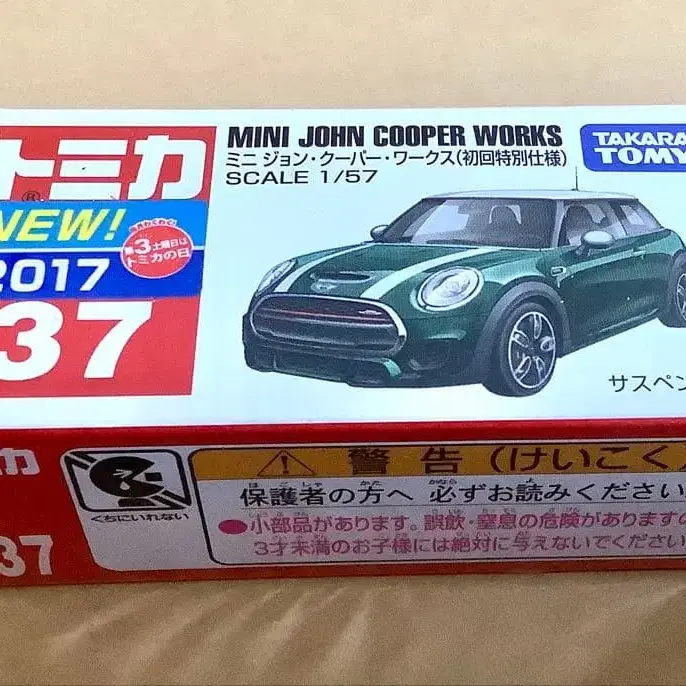 トミカ
®
NEW!
2017
第3土曜日は
トミカの日
37
MINI JOHN COOPER WORKS
ミニ ジョン・クーパー・ワークス(初回特別仕様)
SCALE 1/57
TAKARA
TOMY
サスペン
カ
37
くちにいれない
警告(けいこく
保護者の方へ 必ずお読みください
●小部品があります。誤飲・窒息の危険がありますの
3才未満のお子様には絶対に与えないでください